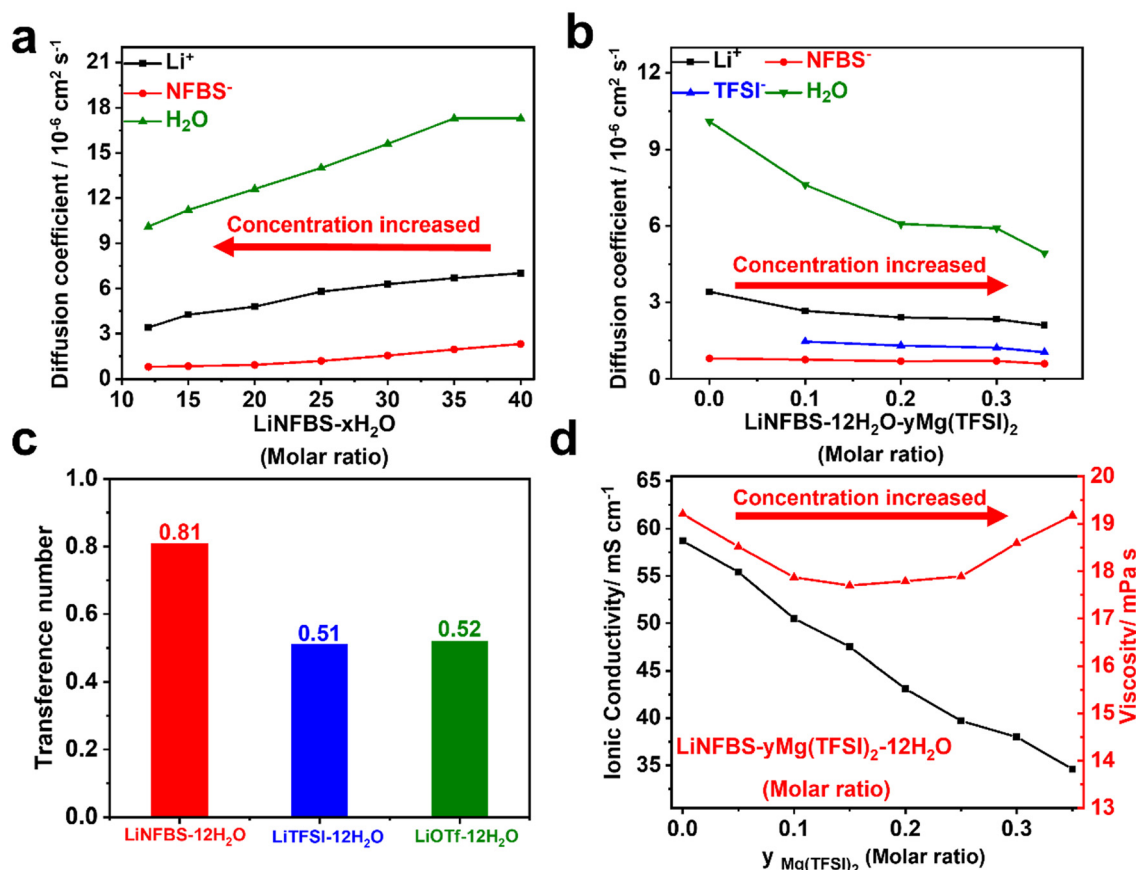 a
Diffusion coefficient / 10⁻⁶ cm² s⁻¹
21
18
15
12
9
6
3
0
Li⁺
NFBS⁻
H₂O
Concentration increased
10 15 20 25 30 35 40
LiNFBS-xH₂O
(Molar ratio)
b
Diffusion coefficient / 10⁻⁶ cm² s⁻¹
12
9
6
3
0
Li⁺ NFBS⁻
TFSI⁻ H₂O
Concentration increased
0.0 0.1 0.2 0.3
LiNFBS-12H₂O-yMg(TFSI)₂
(Molar ratio)
c
Transference number
1.0
0.8
0.6
0.4
0.2
0.0
0.81
0.51
0.52
LiNFBS-12H₂O LiTFSI-12H₂O LiOTf-12H₂O
d
Ionic Conductivity/ mS cm⁻¹
65
60
55
50
45
40
35
Concentration increased
LiNFBS-yMg(TFSI)₂-12H₂O
(Molar ratio)
20
19
18
17
16
15
14
13
Viscosity/ mPa s
0.0 0.1 0.2 0.3
y Mg(TFSI)₂ (Molar ratio)